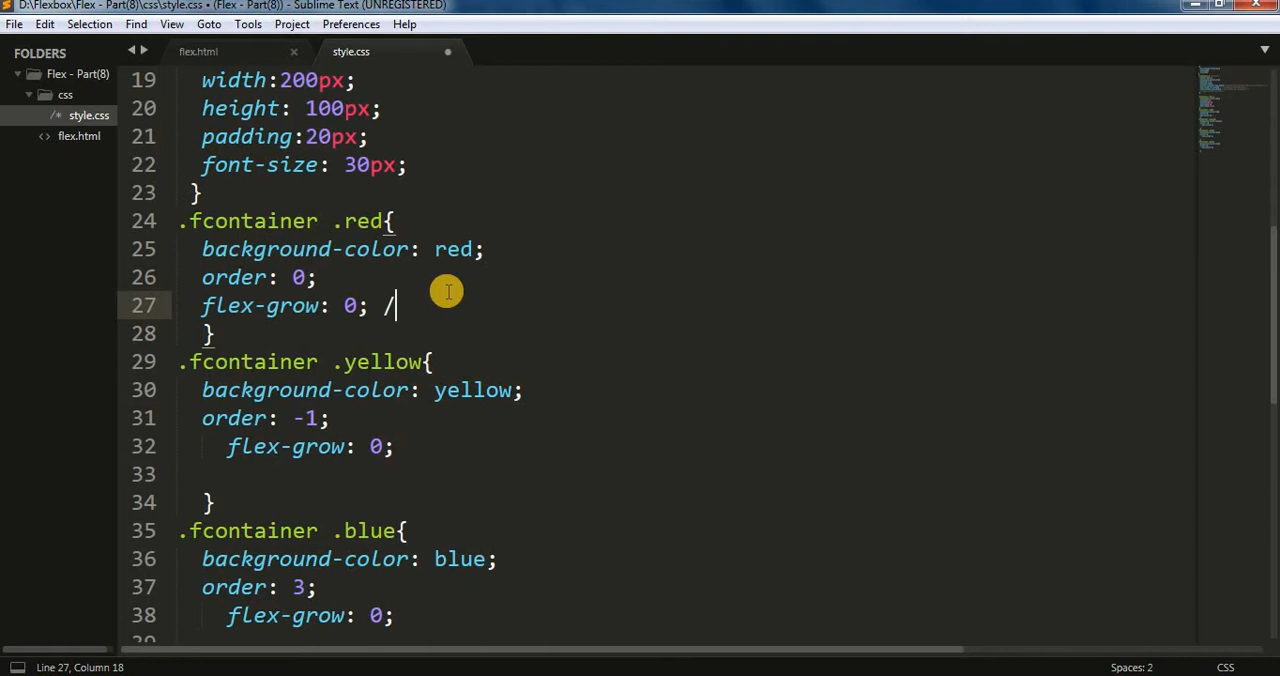 D:\Flexbox\Flex - Part(8)\css\style.css • (Flex - Part(8)) - Sublime Text (UNREGISTERED)
File Edit Selection Find View Goto Tools Project Preferences Help
FOLDERS
Flex - Part(8)
css
/* style.css
flex.html
flex.html
style.css
19 width:200px;
20 height: 100px;
21 padding:20px;
22 font-size: 30px;
23 }
24 .fcontainer .red{
25 background-color: red;
26 order: 0;
27 flex-grow: 0; /
28 }
29 .fcontainer .yellow{
30 background-color: yellow;
31 order: -1;
32 flex-grow: 0;
33
34 }
35 .fcontainer .blue{
36 background-color: blue;
37 order: 3;
38 flex-grow: 0;
39
Line 27, Column 18
Spaces: 2
CSS